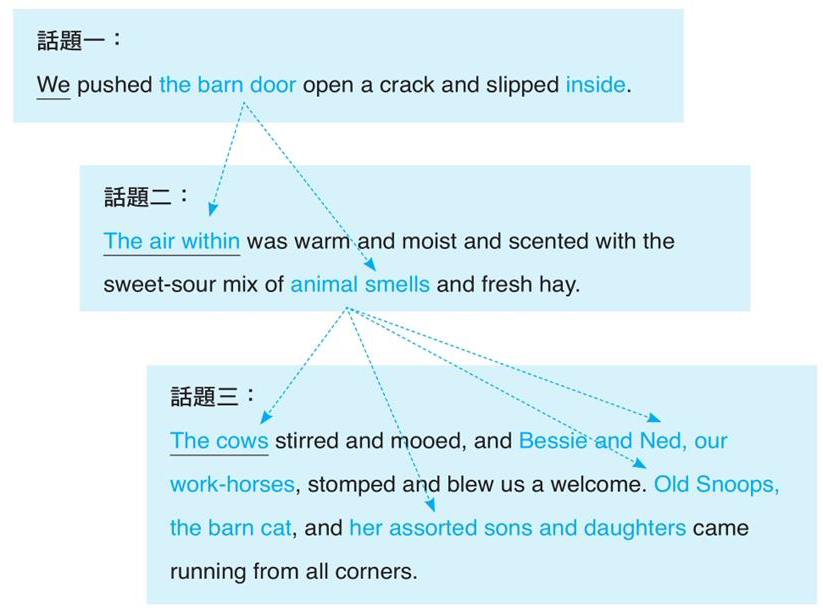 話題一：
We pushed the barn door open a crack and slipped inside.
話題二：
The air within was warm and moist and scented with the
sweet-sour mix of animal smells and fresh hay.
話題三：
The cows stirred and mooed, and Bessie and Ned, our
work-horses, stomped and blew us a welcome. Old Snoops,
the barn cat, and her assorted sons and daughters came
running from all corners.